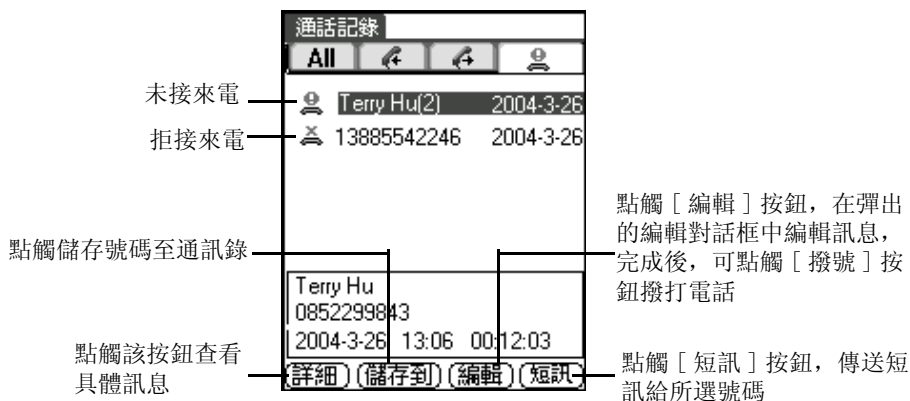 通話記錄
All
未接來電
Terry Hu(2) 2004-3-26
拒接來電
13885542246 2004-3-26
點觸儲存號碼至通訊錄
點觸［編輯］按鈕，在彈出
的編輯對話框中編輯訊息，
完成後，可點觸［撥號］按
鈕撥打電話
Terry Hu
0852299843
2004-3-26 13:06 00:12:03
點觸該按鈕查看
具體訊息
詳細 儲存到 編輯 短訊
點觸［短訊］按鈕，傳送短
訊給所選號碼